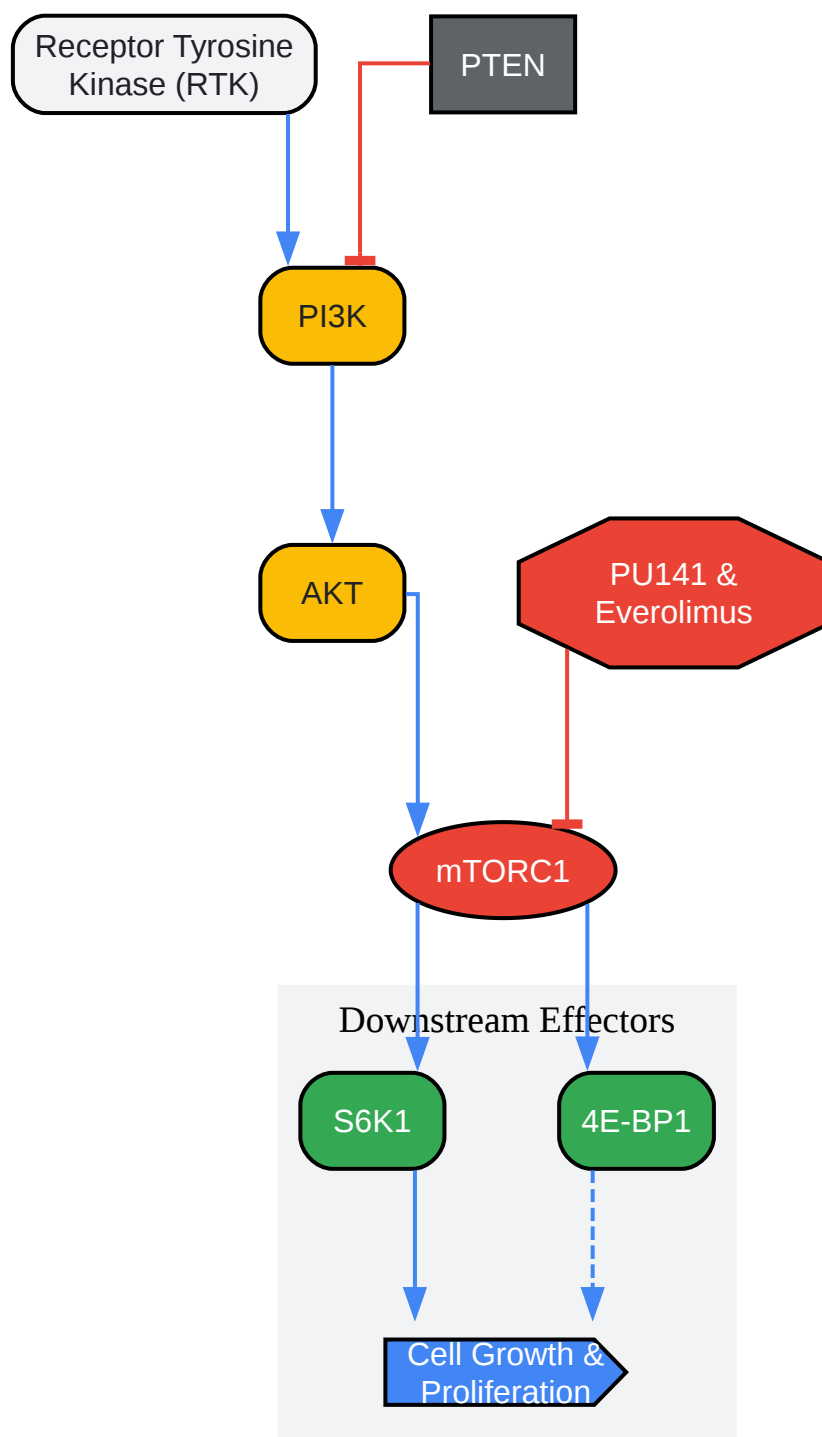 Receptor Tyrosine
Kinase (RTK)
PTEN
PI3K
AKT
PU141 &
Everolimus
mTORC1
Downstream Effectors
S6K1
4E-BP1
Cell Growth &
Proliferation